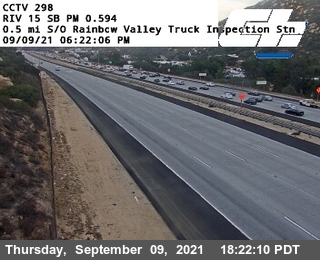 CCTV 298
RIV 15 SB PM 0.594
0.5 mi S/O Rainbcw Valley Truck Inspection Stn
09/09/21 06:22:06 PM
Thursday, September 09, 2021 18:22:10 PDT